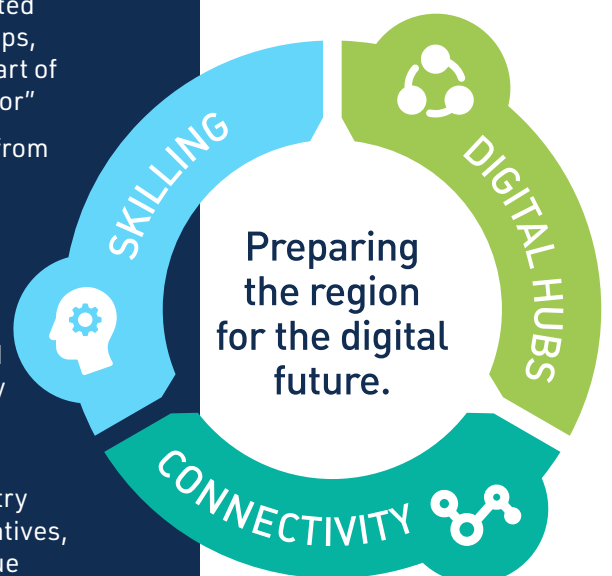 ted
ps,
art of
or”
from
try
atives,
ue
SKILLING
DIGITAL HUBS
Preparing
the region
for the digital
future.
CONNECTIVITY